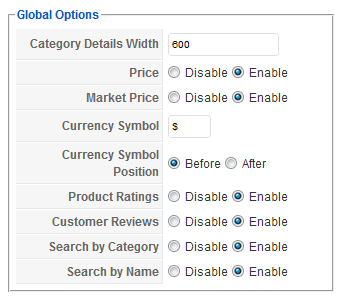 Global Options
Category Details Width 600
Price Disable Enable
Market Price Disable Enable
Currency Symbol $
Currency Symbol
Position Before After
Product Ratings Disable Enable
Customer Reviews Disable Enable
Search by Category Disable Enable
Search by Name Disable Enable